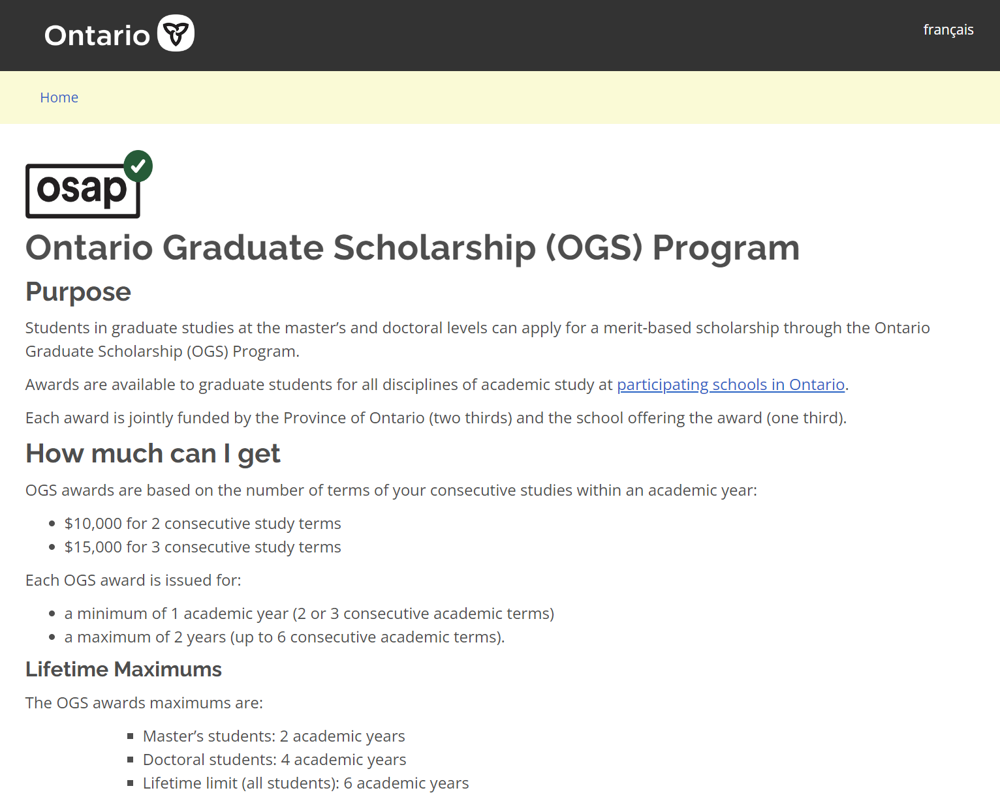 Ontario
français
Home
osap
Ontario Graduate Scholarship (OGS) Program
Purpose
Students in graduate studies at the master’s and doctoral levels can apply for a merit-based scholarship through the Ontario
Graduate Scholarship (OGS) Program.
Awards are available to graduate students for all disciplines of academic study at participating schools in Ontario.
Each award is jointly funded by the Province of Ontario (two thirds) and the school offering the award (one third).
How much can I get
OGS awards are based on the number of terms of your consecutive studies within an academic year:
• $10,000 for 2 consecutive study terms
• $15,000 for 3 consecutive study terms
Each OGS award is issued for:
• a minimum of 1 academic year (2 or 3 consecutive academic terms)
• a maximum of 2 years (up to 6 consecutive academic terms).
Lifetime Maximums
The OGS awards maximums are:
▪ Master’s students: 2 academic years
▪ Doctoral students: 4 academic years
▪ Lifetime limit (all students): 6 academic years